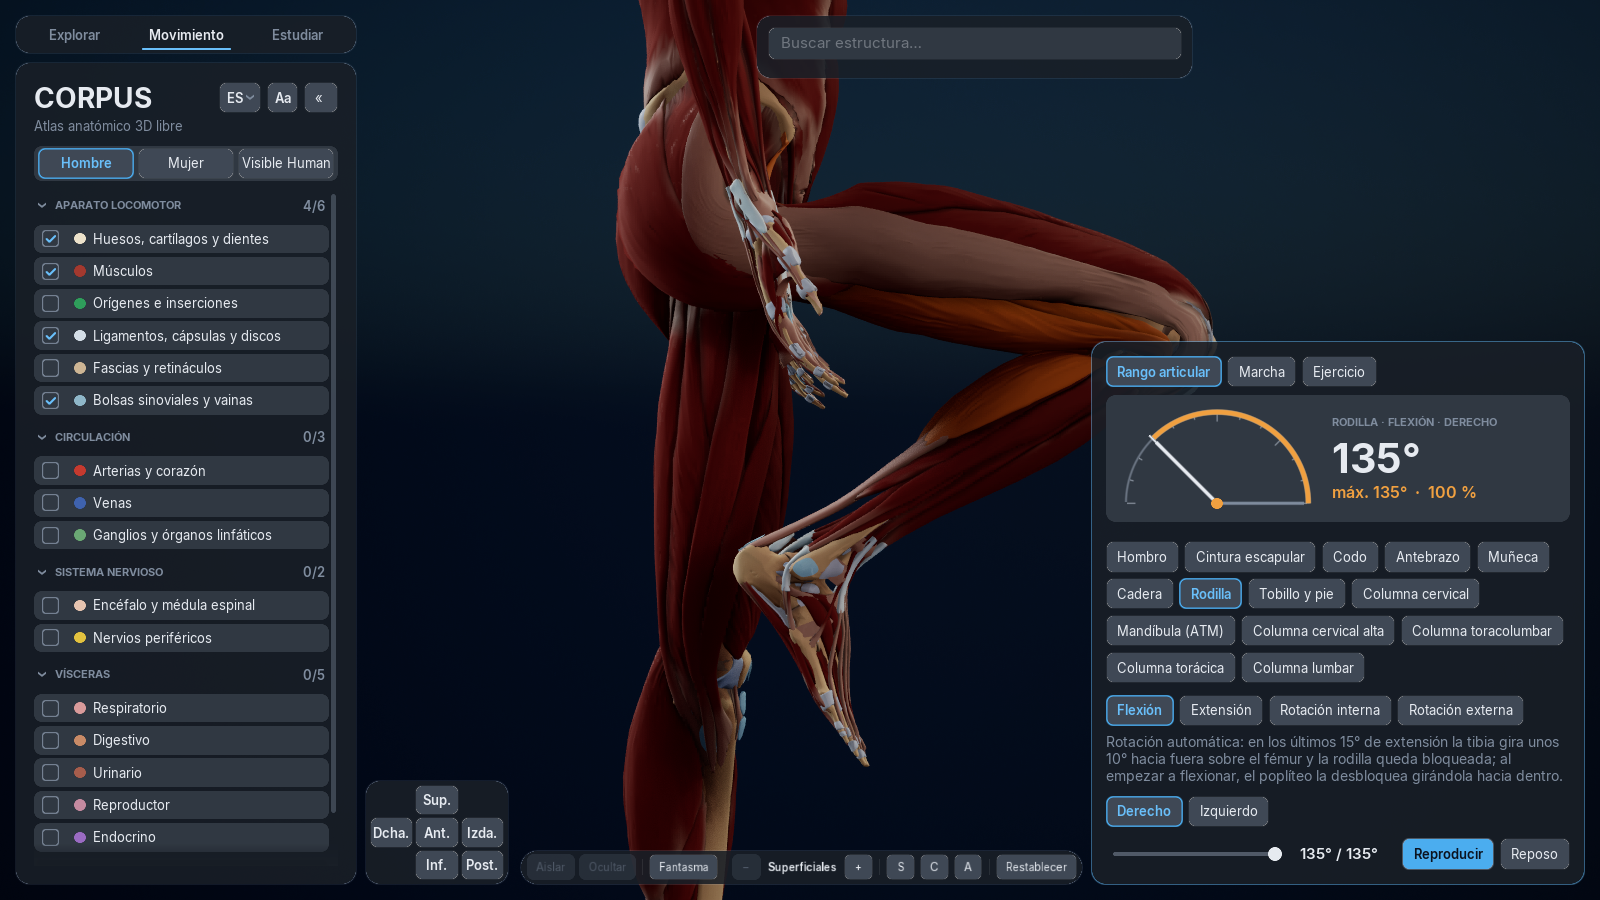 Explorar
Movimiento
Estudiar
Buscar estructura...
CORPUS
ES
Aa
«
Atlas anatómico 3D libre
Hombre
Mujer
Visible Human
APARATO LOCOMOTOR 4/6
Huesos, cartílagos y dientes
Músculos
Orígenes e inserciones
Ligamentos, cápsulas y discos
Fascias y retináculos
Bolsas sinoviales y vainas
CIRCULACIÓN 0/3
Arterias y corazón
Venas
Ganglios y órganos linfáticos
SISTEMA NERVIOSO 0/2
Encéfalo y médula espinal
Nervios periféricos
VÍSCERAS 0/5
Respiratorio
Digestivo
Urinario
Reproductor
Endocrino
Sup.
Dcha. Ant. Izda.
Inf. Post.
Aislar Ocultar Fantasma − Superficiales + S C A Restablecer
Rango articular Marcha Ejercicio
RODILLA · FLEXIÓN · DERECHO
135°
máx. 135° · 100 %
Hombro Cintura escapular Codo Antebrazo Muñeca
Cadera Rodilla Tobillo y pie Columna cervical
Mandíbula (ATM) Columna cervical alta Columna toracolumbar
Columna torácica Columna lumbar
Flexión Extensión Rotación interna Rotación externa
Rotación automática: en los últimos 15° de extensión la tibia gira unos
10° hacia fuera sobre el fémur y la rodilla queda bloqueada; al
empezar a flexionar, el poplíteo la desbloquea girándola hacia dentro.
Derecho Izquierdo
135° / 135° Reproducir Reposo